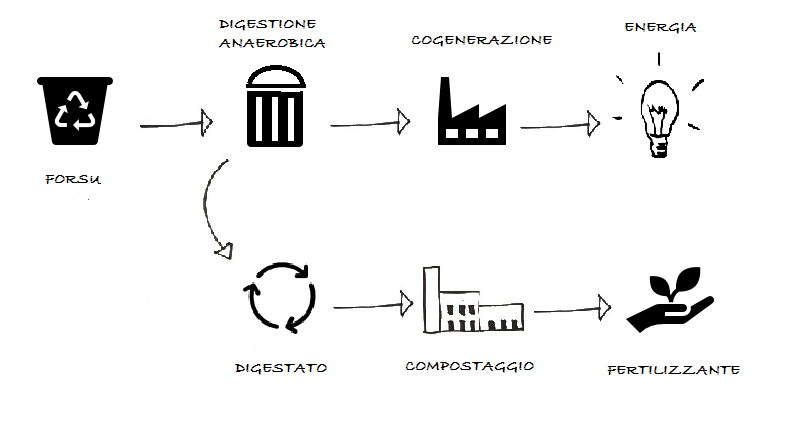 DIGESTIONE
ANAEROBICA
COGENERAZIONE
ENERGIA
FORSU
DIGESTATO
COMPOSTAGGIO
FERTILIZZANTE